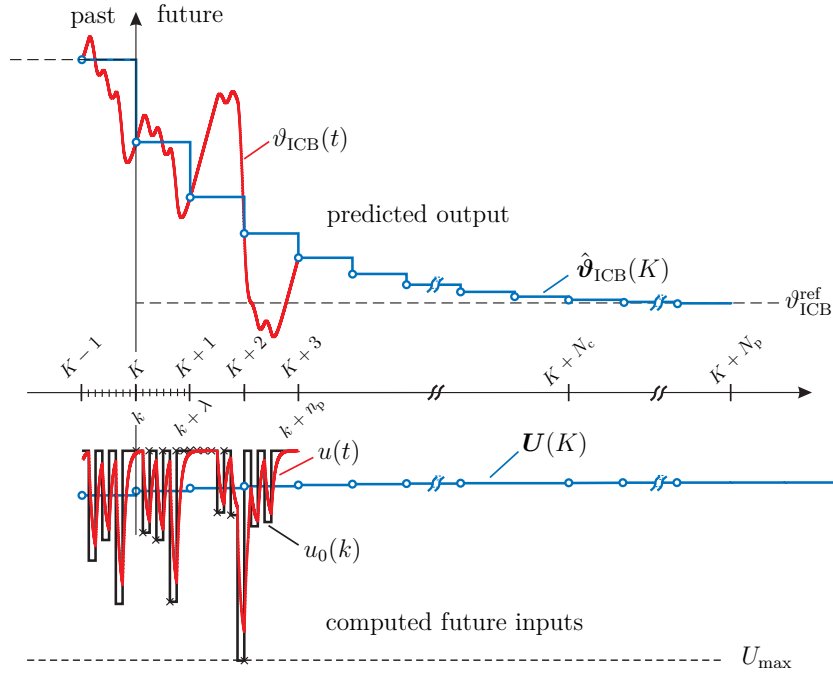 past future
ϑ_ICB(t)
predicted output
ϑ̂_ICB(K)
ϑ_ICB^ref
K − 1
K
K + 1
K + 2
K + 3
K + N_c
K + N_p
k
k + λ
k + n_p
u(t)
U(K)
u_0(k)
computed future inputs
U_max